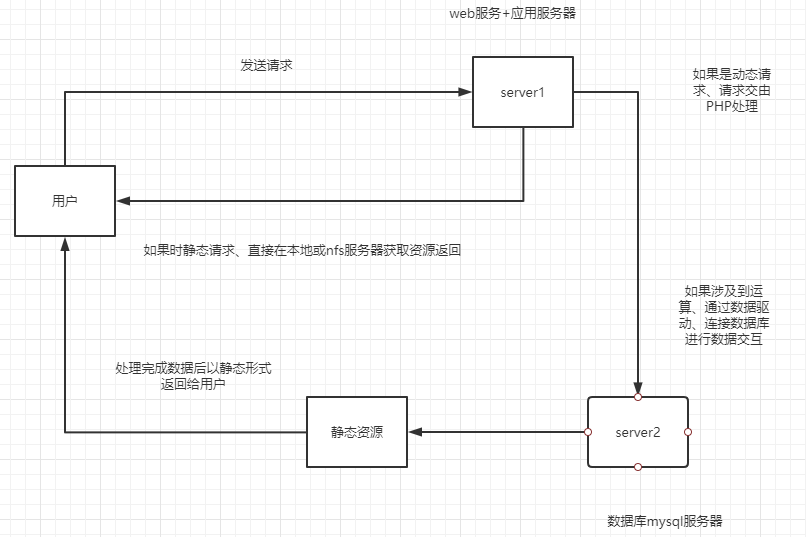 web服务+应用服务器
发送请求
server1
如果是动态请
求、请求交由
PHP处理
用户
如果时静态请求、直接在本地或nfs服务器获取资源返回
如果涉及到运
算、通过数据驱
动、连接数据库
进行数据交互
处理完成数据后以静态形式
返回给用户
静态资源
server2
数据库mysql服务器